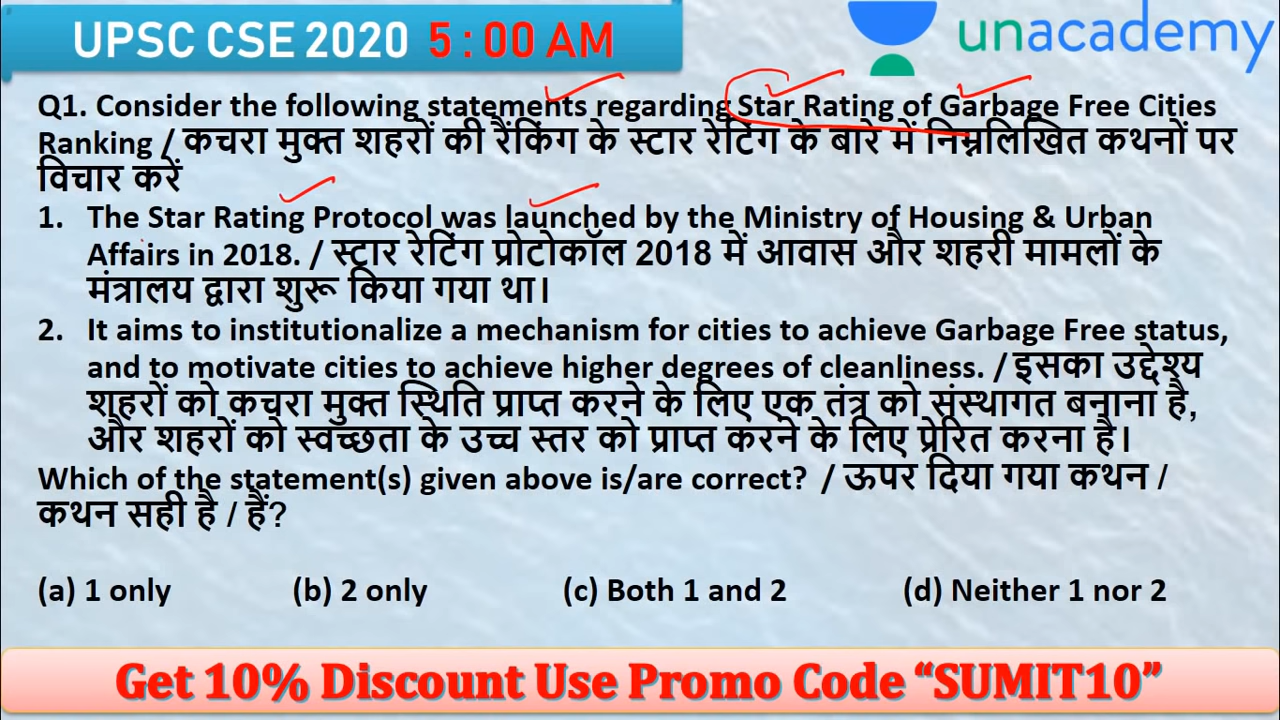 UPSC CSE 2020 5 : 00 AM
unacademy
Q1. Consider the following statements regarding Star Rating of Garbage Free Cities
Ranking / कचरा मुक्त शहरों की रैंकिंग के स्टार रेटिंग के बारे में निम्नलिखित कथनों पर
विचार करें
1. The Star Rating Protocol was launched by the Ministry of Housing & Urban
Affairs in 2018. / स्टार रेटिंग प्रोटोकॉल 2018 में आवास और शहरी मामलों के
मंत्रालय द्वारा शुरू किया गया था।
2. It aims to institutionalize a mechanism for cities to achieve Garbage Free status,
and to motivate cities to achieve higher degrees of cleanliness. / इसका उद्देश्य
शहरों को कचरा मुक्त स्थिति प्राप्त करने के लिए एक तंत्र को संस्थागत बनाना है,
और शहरों को स्वच्छता के उच्च स्तर को प्राप्त करने के लिए प्रेरित करना है।
Which of the statement(s) given above is/are correct? / ऊपर दिया गया कथन /
कथन सही है / हैं?
(a) 1 only (b) 2 only (c) Both 1 and 2 (d) Neither 1 nor 2
Get 10% Discount Use Promo Code “SUMIT10”